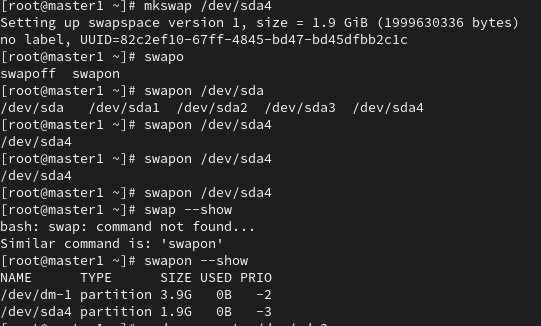 [root@master1 ~]# mkswap /dev/sda4
Setting up swapspace version 1, size = 1.9 GiB (1999630336 bytes)
no label, UUID=82c2ef10-67ff-4845-bd47-bd45dfbb2c1c
[root@master1 ~]# swapo
swapoff  swapon
[root@master1 ~]# swapon /dev/sda
/dev/sda   /dev/sda1  /dev/sda2  /dev/sda3  /dev/sda4
[root@master1 ~]# swapon /dev/sda4
/dev/sda4
[root@master1 ~]# swapon /dev/sda4
/dev/sda4
[root@master1 ~]# swapon /dev/sda4
[root@master1 ~]# swap --show
bash: swap: command not found...
Similar command is: 'swapon'
[root@master1 ~]# swapon --show
NAME      TYPE      SIZE USED PRIO
/dev/dm-1 partition 3.9G   0B   -2
/dev/sda4 partition 1.9G   0B   -3